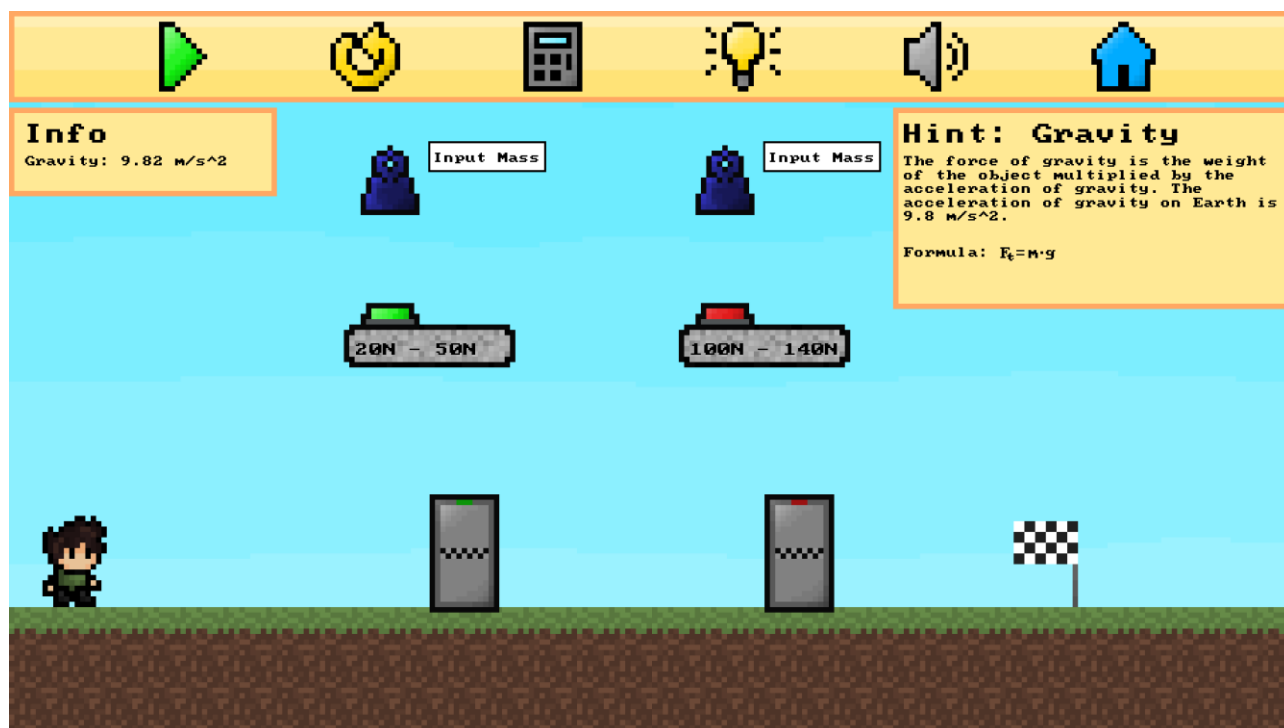 Info
Gravity: 9.82 m/s^2
Input Mass
Input Mass
Hint: Gravity
The force of gravity is the weight
of the object multiplied by the
acceleration of gravity. The
acceleration of gravity on Earth is
9.8 m/s^2.
Formula: Fₜ=m·g
20N - 50N
100N - 140N